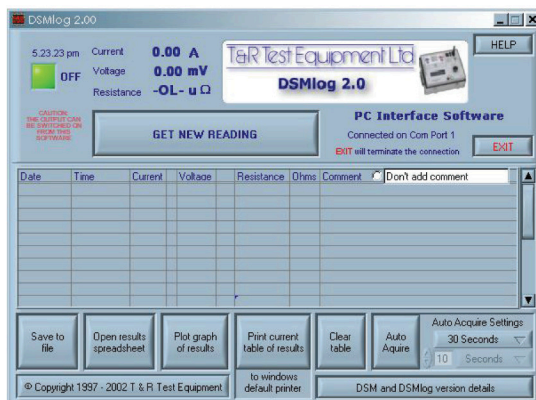 DSMlog 2.00
5.23.23 pm
OFF
Current 0.00 A
Voltage 0.00 mV
Resistance -OL- u Ω
T&R Test Equipment Ltd
DSMlog 2.0
HELP
CAUTION
THE OUTPUT CAN
BE SWITCHED ON
FROM THIS
SOFTWARE
GET NEW READING
PC Interface Software
Connected on Com Port 1
EXIT will terminate the connection
EXIT
Date Time Current Voltage Resistance Ohms Comment Don't add comment
Save to
file
Open results
spreadsheet
Plot graph
of results
Print current
table of results
to windows
default printer
Clear
table
Auto
Aquire
Auto Acquire Settings
30 Seconds
10 Seconds
© Copyright 1997 - 2002 T & R Test Equipment
DSM and DSMlog version details